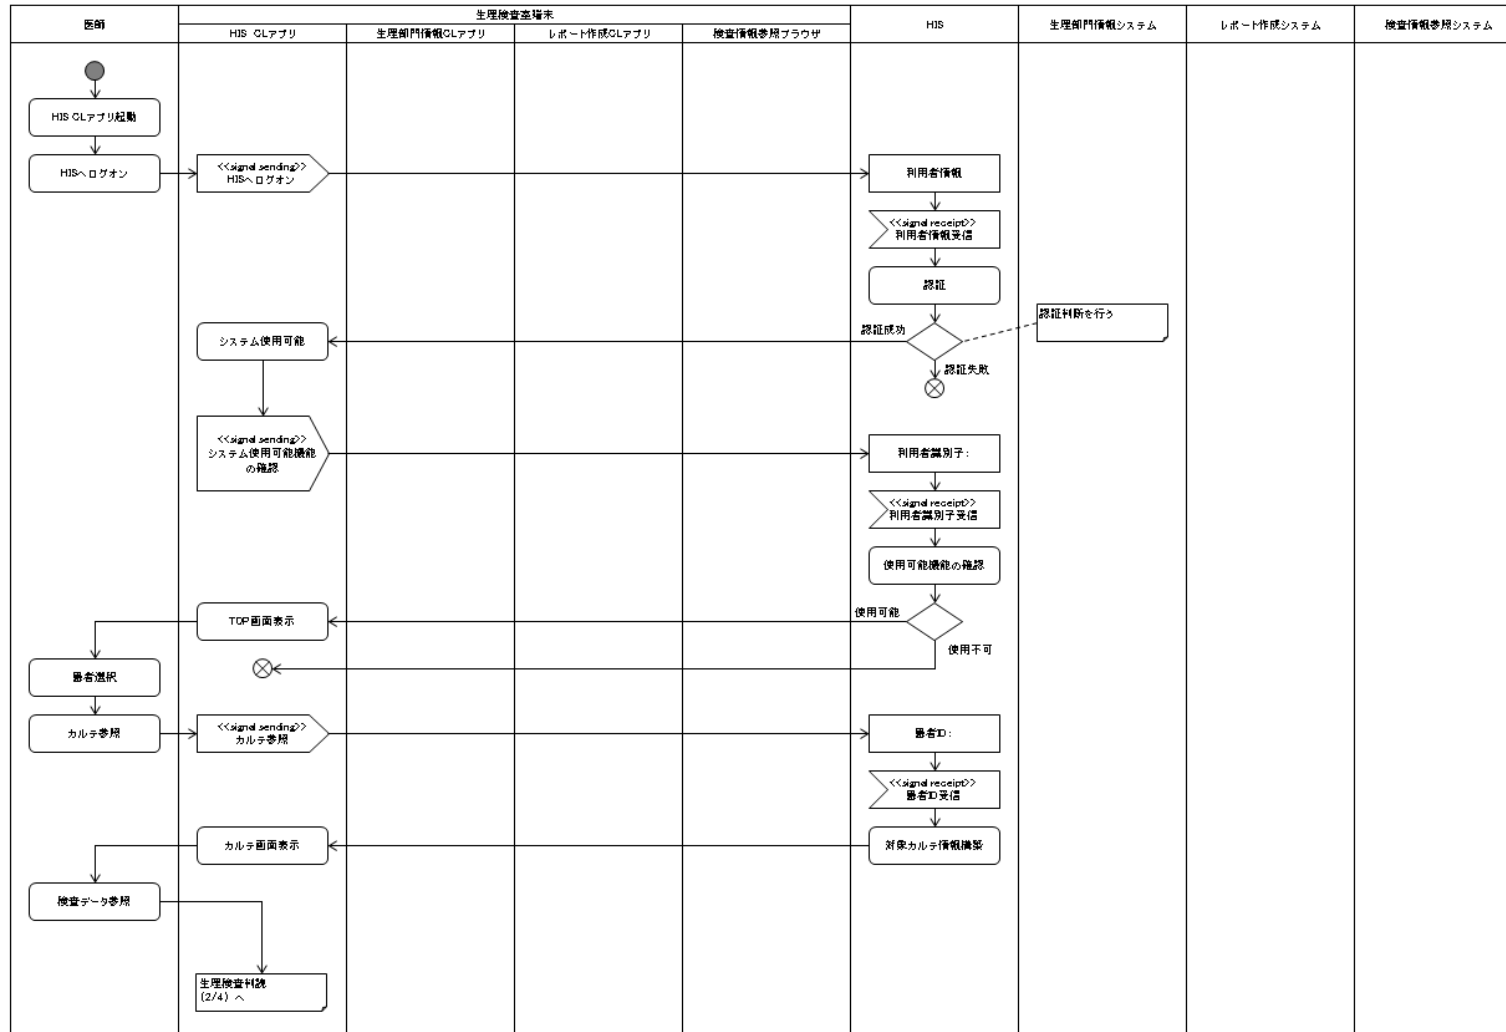 医師
生理検査室端末
HIS CLアプリ
生理部門情報CLアプリ
レポート作成CLアプリ
検査情報参照ブラウザ
HIS
生理部門情報システム
レポート作成システム
検査情報参照システム
HIS CLアプリ起動
HISへログオン
<<signal sending>>
HISへログオン
利用者情報
<<signal receipt>>
利用者情報受信
認証
認証判断を行う
認証成功
システム使用可能
認証失敗
<<signal sending>>
システム使用可能機能
の確認
利用者識別子:
<<signal receipt>>
利用者識別子受信
使用可能機能の確認
使用可能
TOP画面表示
使用不可
患者選択
カルテ参照
<<signal sending>>
カルテ参照
患者ID:
<<signal receipt>>
患者ID受信
カルテ画面表示
対象カルテ情報構築
検査データ参照
生理検査判読
(2/4) へ